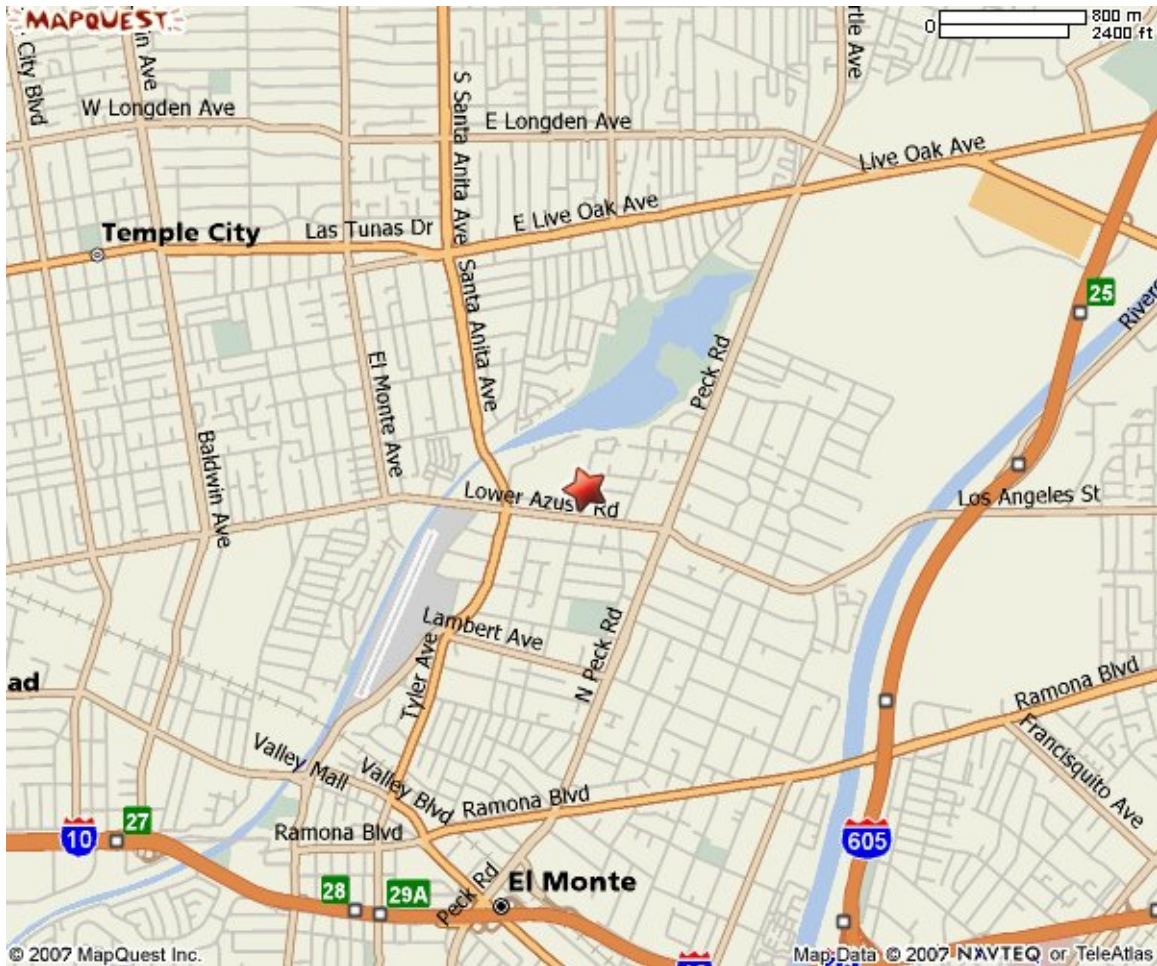 MAPQUEST
0
800 m
2400 ft
City Blvd
Ave
W Longden Ave
S Santa Anita Ave
E Longden Ave
Live Oak Ave
E Live Oak Ave
Las Tunas Dr
Temple City
Santa Anita Ave
25
Peck Rd
El Monte Ave
Baldwin Ave
Lower Azus Rd
Los Angeles St
Lambert Ave
N Peck Rd
Tyler Ave
ad
Ramona Blvd
Francisquito Ave
Valley Mall
Valley Blvd
Ramona Blvd
27
10
Ramona Blvd
605
El Monte
28
29A
Peck Rd
© 2007 MapQuest Inc.
Map Data © 2007 NAVTEQ or TeleAtlas